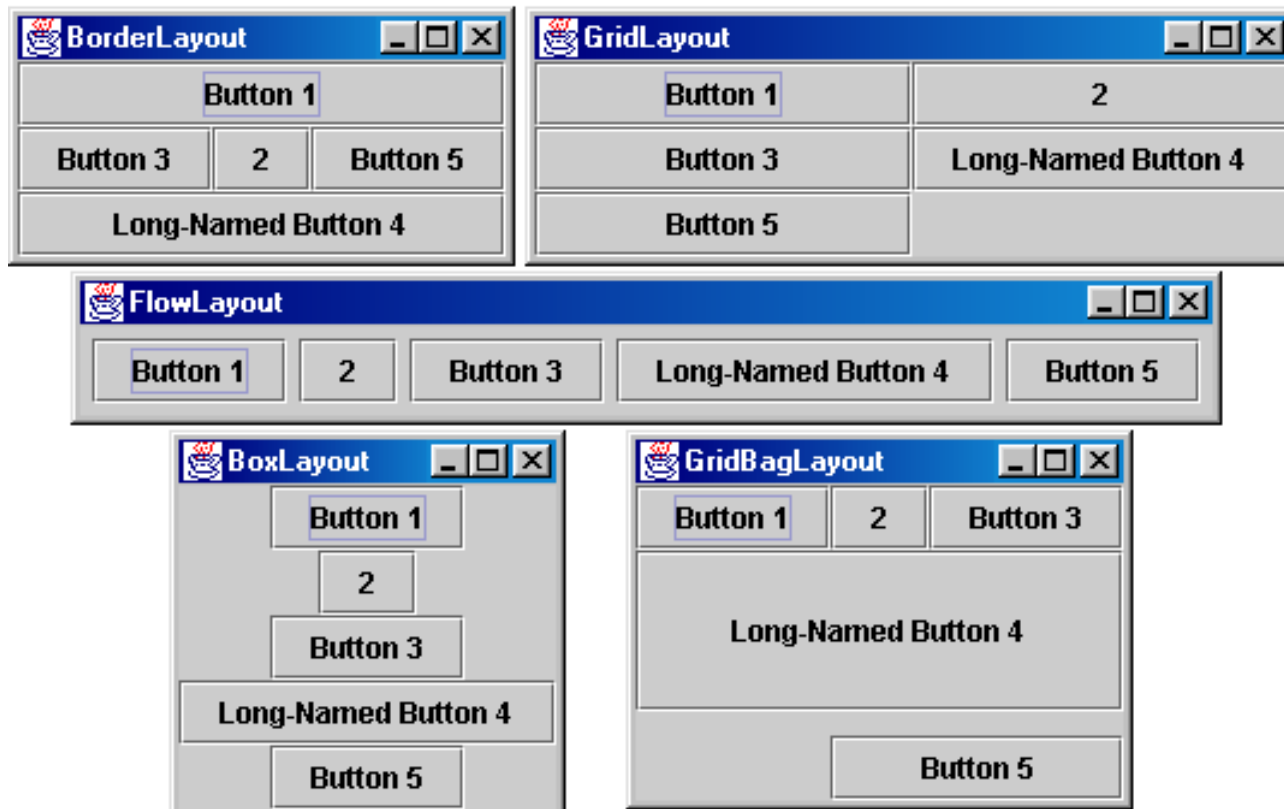 BorderLayout
Button 1
Button 3 2 Button 5
Long-Named Button 4
GridLayout
Button 1 2
Button 3 Long-Named Button 4
Button 5
FlowLayout
Button 1 2 Button 3 Long-Named Button 4 Button 5
BoxLayout
Button 1
2
Button 3
Long-Named Button 4
Button 5
GridBagLayout
Button 1 2 Button 3
Long-Named Button 4
Button 5